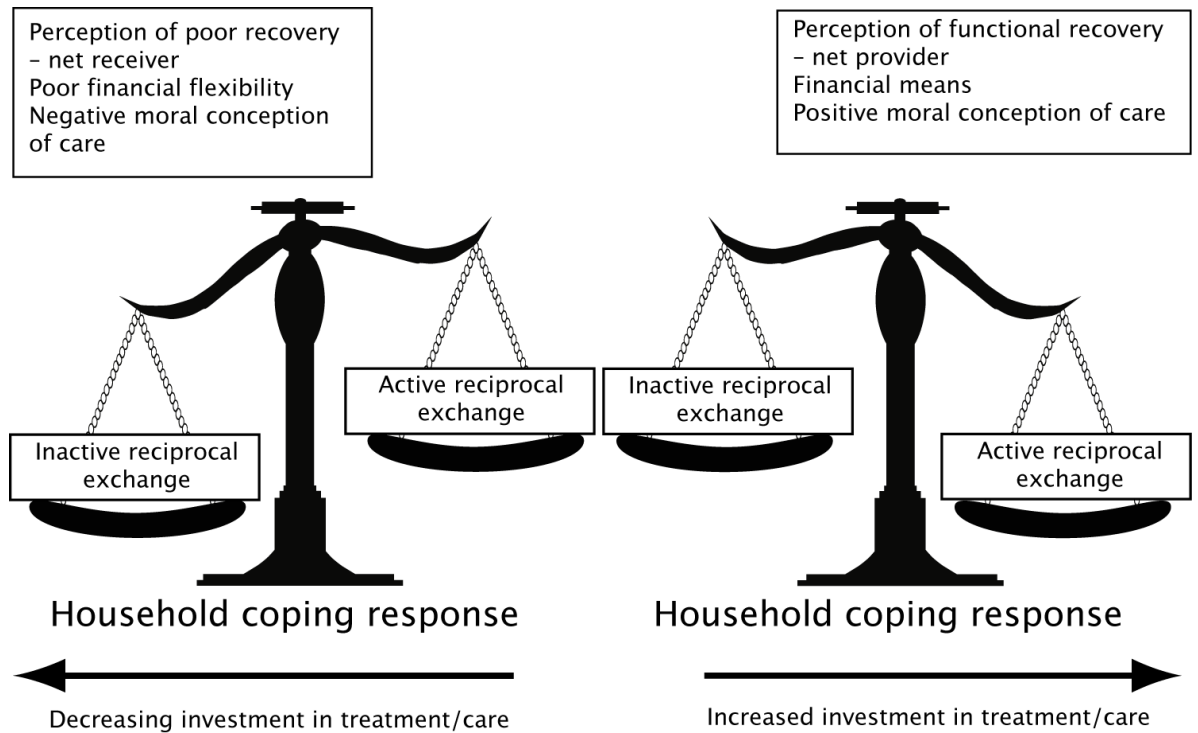 Perception of poor recovery
– net receiver
Poor financial flexibility
Negative moral conception
of care
Perception of functional recovery
– net provider
Financial means
Positive moral conception of care
Inactive reciprocal
exchange
Active reciprocal
exchange
Inactive reciprocal
exchange
Active reciprocal
exchange
Household coping response
Household coping response
Decreasing investment in treatment/care
Increased investment in treatment/care